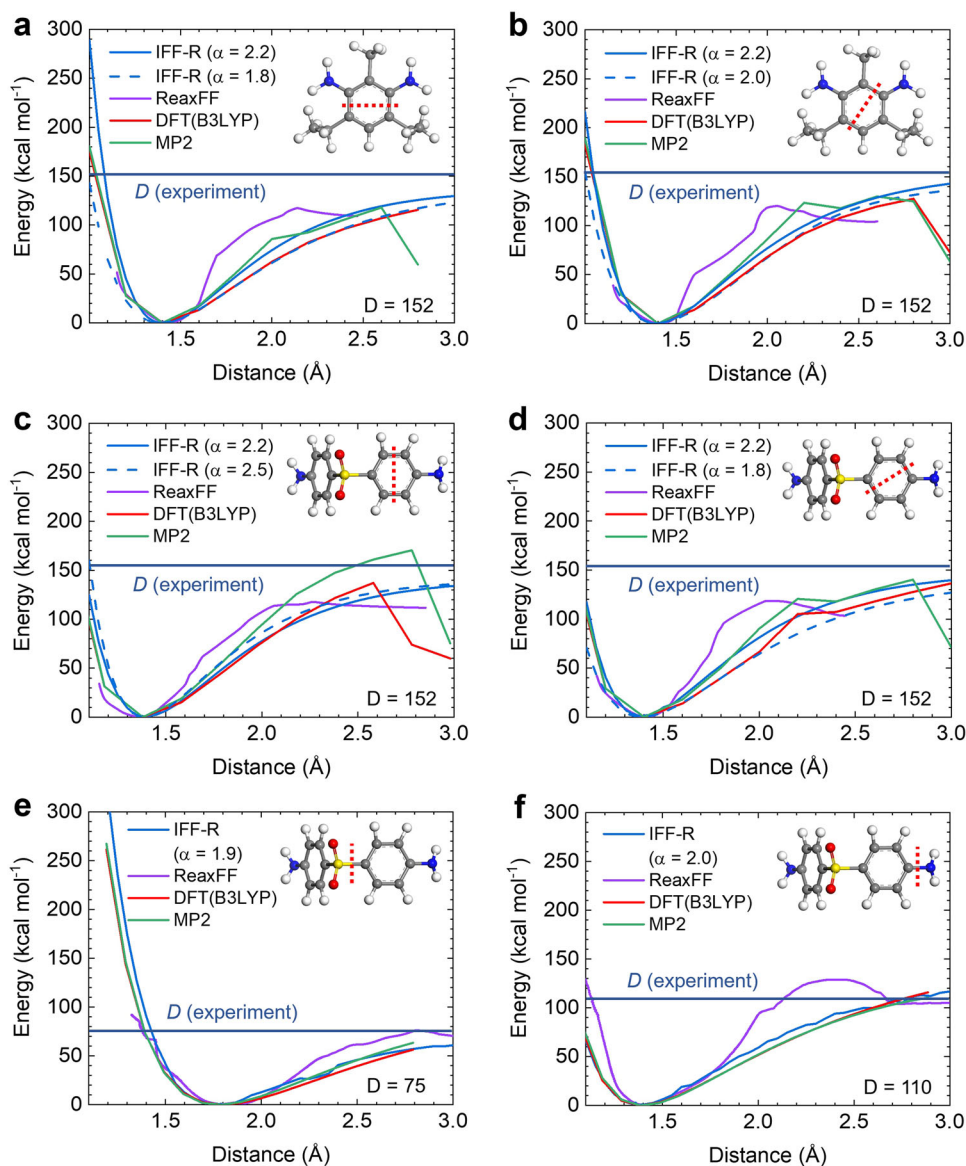 a
300
250
200
150
100
50
0
Energy (kcal mol⁻¹)
IFF-R (α = 2.2)
IFF-R (α = 1.8)
ReaxFF
DFT(B3LYP)
MP2
D (experiment)
D = 152
1.5 2.0 2.5 3.0
Distance (Å)
b
300
250
200
150
100
50
0
Energy (kcal mol⁻¹)
IFF-R (α = 2.2)
IFF-R (α = 2.0)
ReaxFF
DFT(B3LYP)
MP2
D (experiment)
D = 152
1.5 2.0 2.5 3.0
Distance (Å)
c
300
250
200
150
100
50
0
Energy (kcal mol⁻¹)
IFF-R (α = 2.2)
IFF-R (α = 2.5)
ReaxFF
DFT(B3LYP)
MP2
D (experiment)
D = 152
1.5 2.0 2.5 3.0
Distance (Å)
d
300
250
200
150
100
50
0
Energy (kcal mol⁻¹)
IFF-R (α = 2.2)
IFF-R (α = 1.8)
ReaxFF
DFT(B3LYP)
MP2
D (experiment)
D = 152
1.5 2.0 2.5 3.0
Distance (Å)
e
300
250
200
150
100
50
0
Energy (kcal mol⁻¹)
IFF-R
(α = 1.9)
ReaxFF
DFT(B3LYP)
MP2
D (experiment)
D = 75
1.5 2.0 2.5 3.0
Distance (Å)
f
300
250
200
150
100
50
0
Energy (kcal mol⁻¹)
IFF-R
(α = 2.0)
ReaxFF
DFT(B3LYP)
MP2
D (experiment)
D = 110
1.5 2.0 2.5 3.0
Distance (Å)